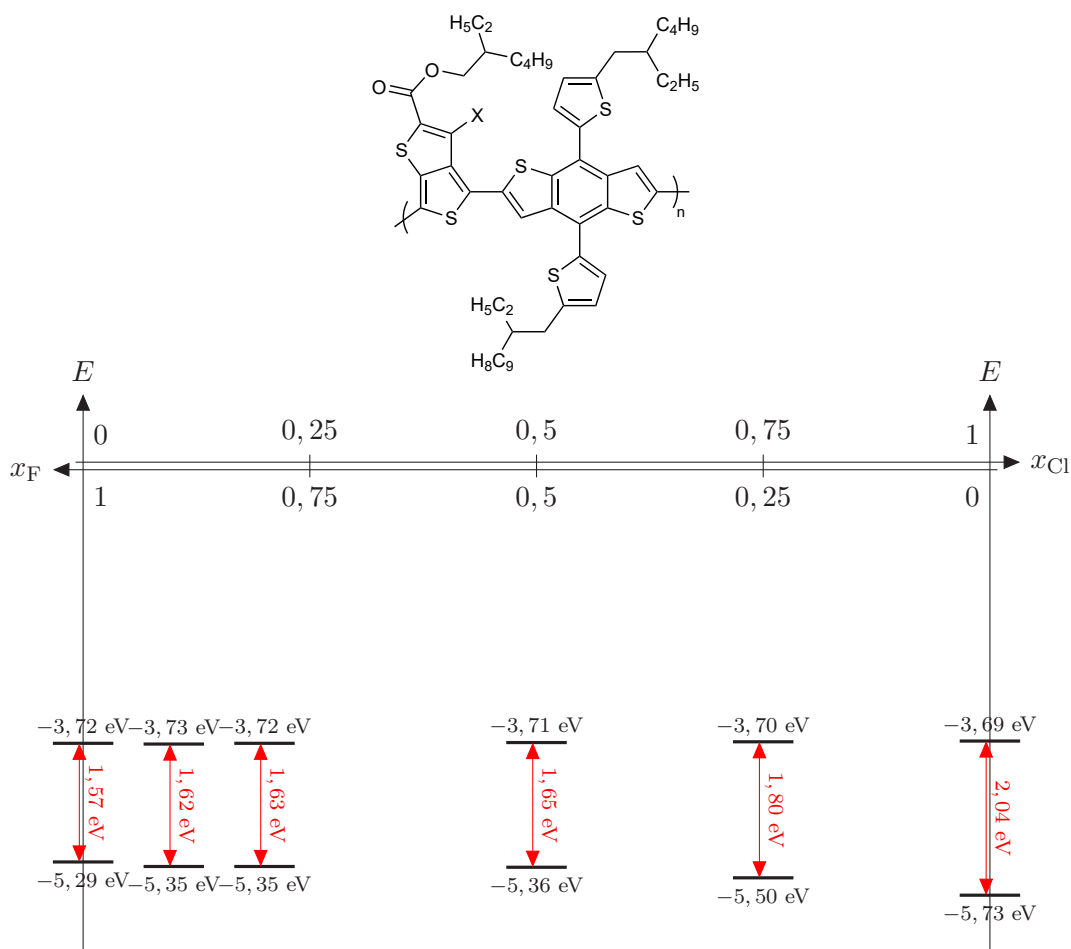 H5C2
C4H9
C4H9
O
O
C2H5
X
S
S
S
S
S
S
n
S
H5C2
H8C9
E E
0 0,25 0,5 0,75 1
xF xCl
1 0,75 0,5 0,25 0
−3,72 eV −3,73 eV −3,72 eV −3,71 eV −3,70 eV −3,69 eV
1,57 eV 1,62 eV 1,63 eV 1,65 eV 1,80 eV 2,04 eV
−5,29 eV −5,35 eV −5,35 eV −5,36 eV −5,50 eV −5,73 eV